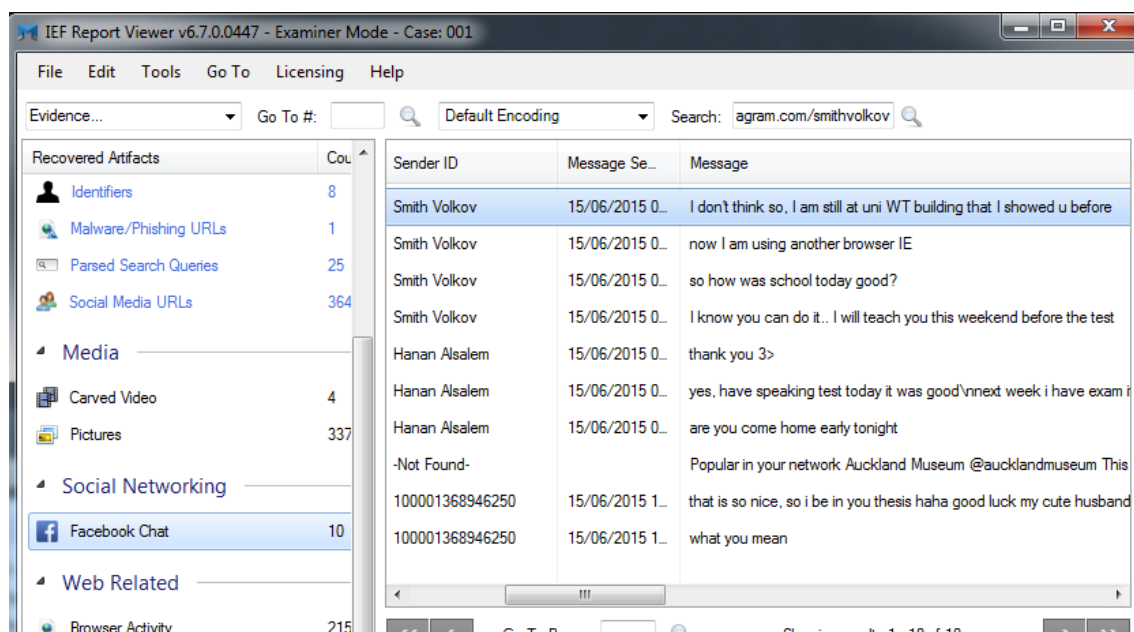 IEF Report Viewer v6.7.0.0447 - Examiner Mode - Case: 001
File Edit Tools Go To Licensing Help
Evidence... Go To #: Default Encoding Search: agram.com/smithvolkov
Recovered Artifacts Cou
Identifiers 8
Malware/Phishing URLs 1
Parsed Search Queries 25
Social Media URLs 364
Media
Carved Video 4
Pictures 337
Social Networking
Facebook Chat 10
Web Related
Browser Activity 215
Sender ID Message Se... Message
Smith Volkov 15/06/2015 0... I don't think so, I am still at uni WT building that I showed u before
Smith Volkov 15/06/2015 0... now I am using another browser IE
Smith Volkov 15/06/2015 0... so how was school today good?
Smith Volkov 15/06/2015 0... I know you can do it.. I will teach you this weekend before the test
Hanan Alsalem 15/06/2015 0... thank you 3>
Hanan Alsalem 15/06/2015 0... yes, have speaking test today it was good\nnext week i have exam
Hanan Alsalem 15/06/2015 0... are you come home early tonight
-Not Found- Popular in your network Auckland Museum @aucklandmuseum This
100001368946250 15/06/2015 1... that is so nice, so i be in you thesis haha good luck my cute husband
100001368946250 15/06/2015 1... what you mean